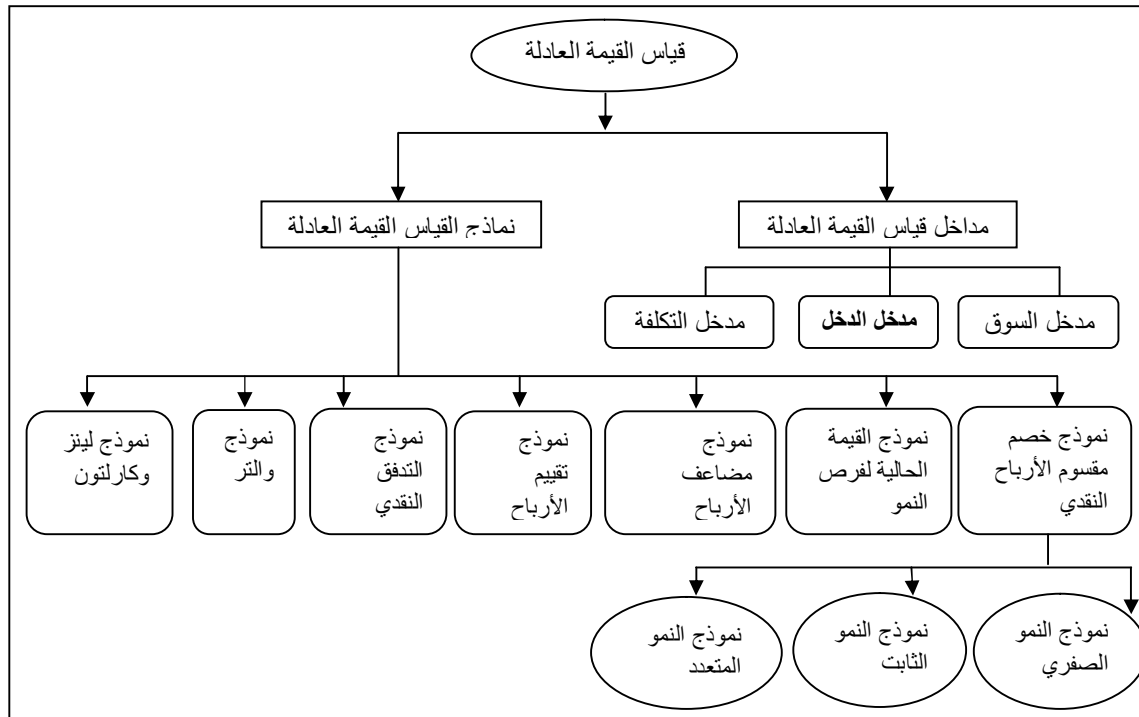 قياس القيمة العادلة
مداخل قياس القيمة العادلة
نماذج القياس القيمة العادلة
مدخل السوق
مدخل الدخل
مدخل التكلفة
نموذج خصم
مقسوم الأرباح
النقدي
نموذج القيمة
الحالية لفرص
النمو
نموذج
مضاعف
الأرباح
نموذج
تقييم
الأرباح
نموذج
التدفق
النقدي
نموذج
والتر
نموذج لينز
وكارلتون
نموذج النمو
الصفري
نموذج النمو
الثابت
نموذج النمو
المتعدد